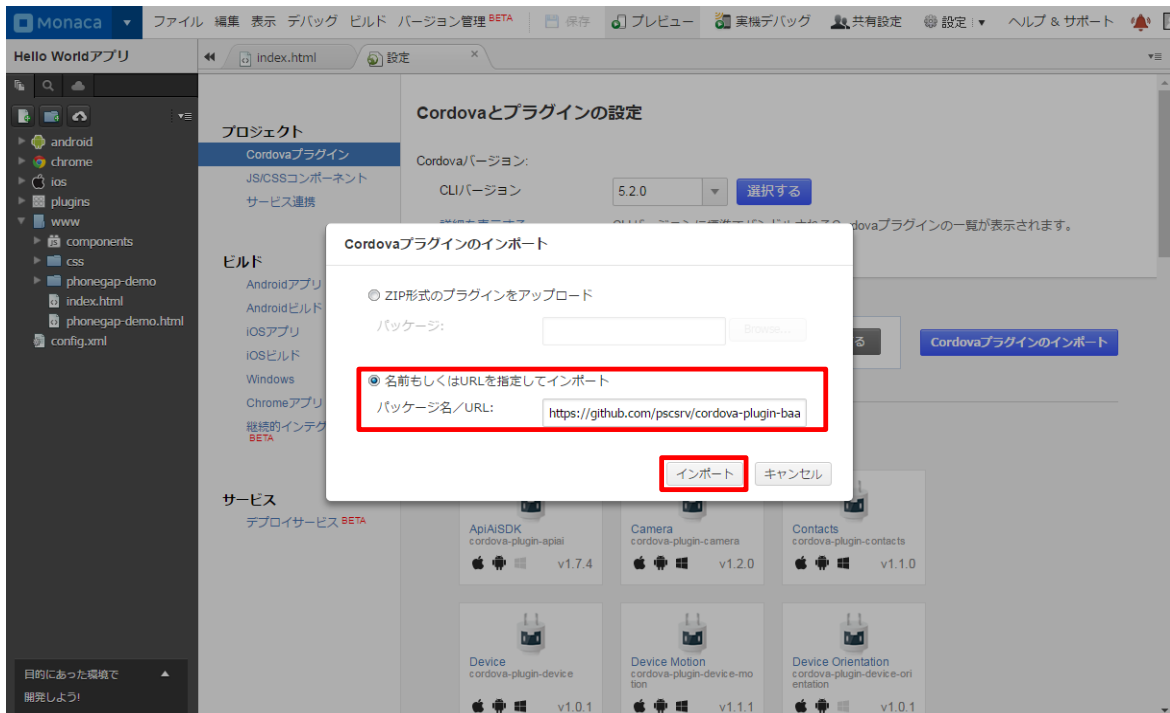 Monaca ファイル 編集 表示 デバッグ ビルド バージョン管理 BETA 保存 プレビュー 実機デバッグ 共有設定 設定 ヘルプ & サポート
Hello Worldアプリ
index.html
設定 ×
android
chrome
ios
plugins
www
components
css
phonegap-demo
index.html
phonegap-demo.html
config.xml
目的にあった環境で
開発しよう!
プロジェクト
Cordovaプラグイン
JS/CSSコンポーネント
サービス連携
ビルド
Androidアプリ
Androidビルド
iOSアプリ
iOSビルド
Windows
Chromeアプリ
継続的インテグ
BETA
サービス
デプロイサービス BETA
Cordovaとプラグインの設定
Cordovaバージョン:
CLIバージョン 5.2.0 選択する
dovaプラグインの一覧が表示されます。
る Cordovaプラグインのインポート
Cordovaプラグインのインポート
ZIP形式のプラグインをアップロード
パッケージ: Browse...
名前もしくはURLを指定してインポート
パッケージ名／URL: https://github.com/pscsrv/cordova-plugin-baa
インポート キャンセル
ApiAiSDK
cordova-plugin-apiai
v1.7.4
Camera
cordova-plugin-camera
v1.2.0
Contacts
cordova-plugin-contacts
v1.1.0
Device
cordova-plugin-device
v1.0.1
Device Motion
cordova-plugin-device-mo
tion
v1.1.1
Device Orientation
cordova-plugin-device-ori
entation
v1.0.1